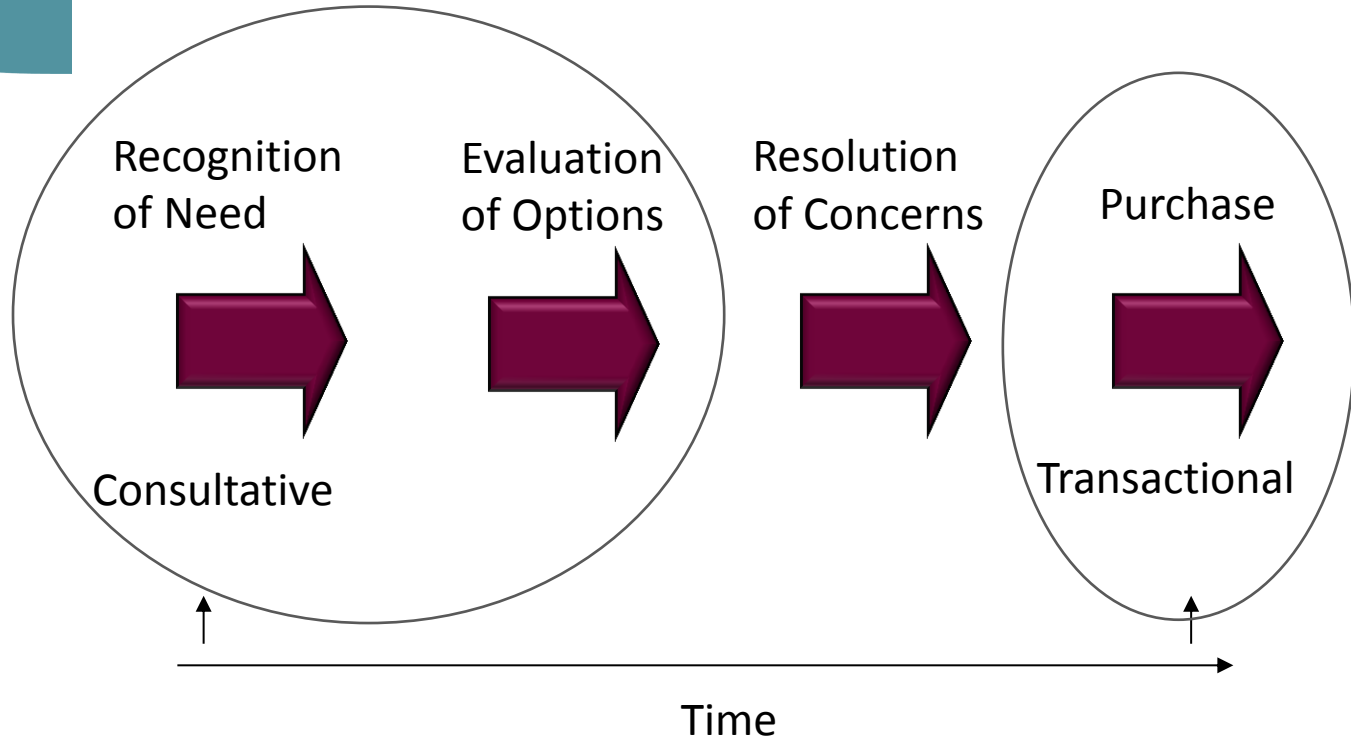 Recognition
of Need
Evaluation
of Options
Resolution
of Concerns
Purchase
Consultative
Transactional
Time